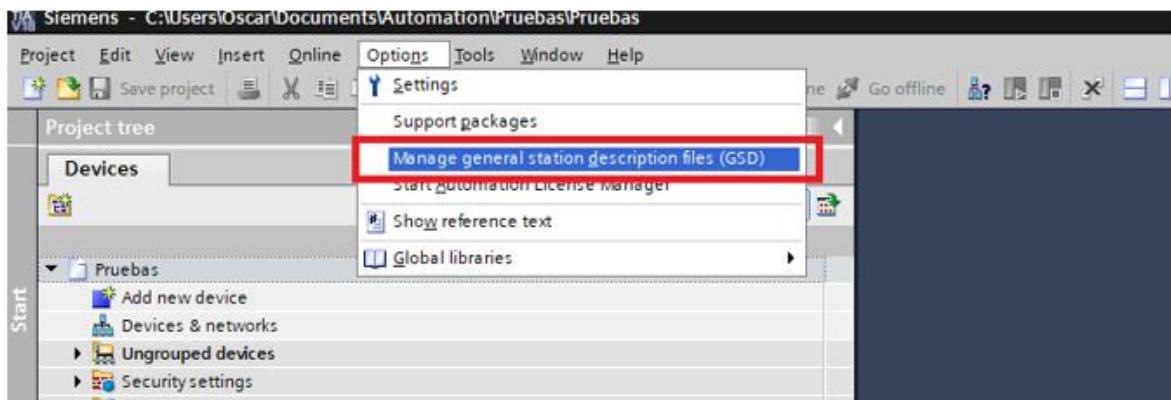 Siemens - C:\Users\Oscar\Documents\Automation\Pruebas\Pruebas
Project Edit View Insert Online Options Tools Window Help
Save project
Go offline
Settings
Support packages
Manage general station description files (GSD)
Start Automation License Manager
Show reference text
Global libraries
Project tree
Devices
Pruebas
Add new device
Devices & networks
Ungrouped devices
Security settings
Start